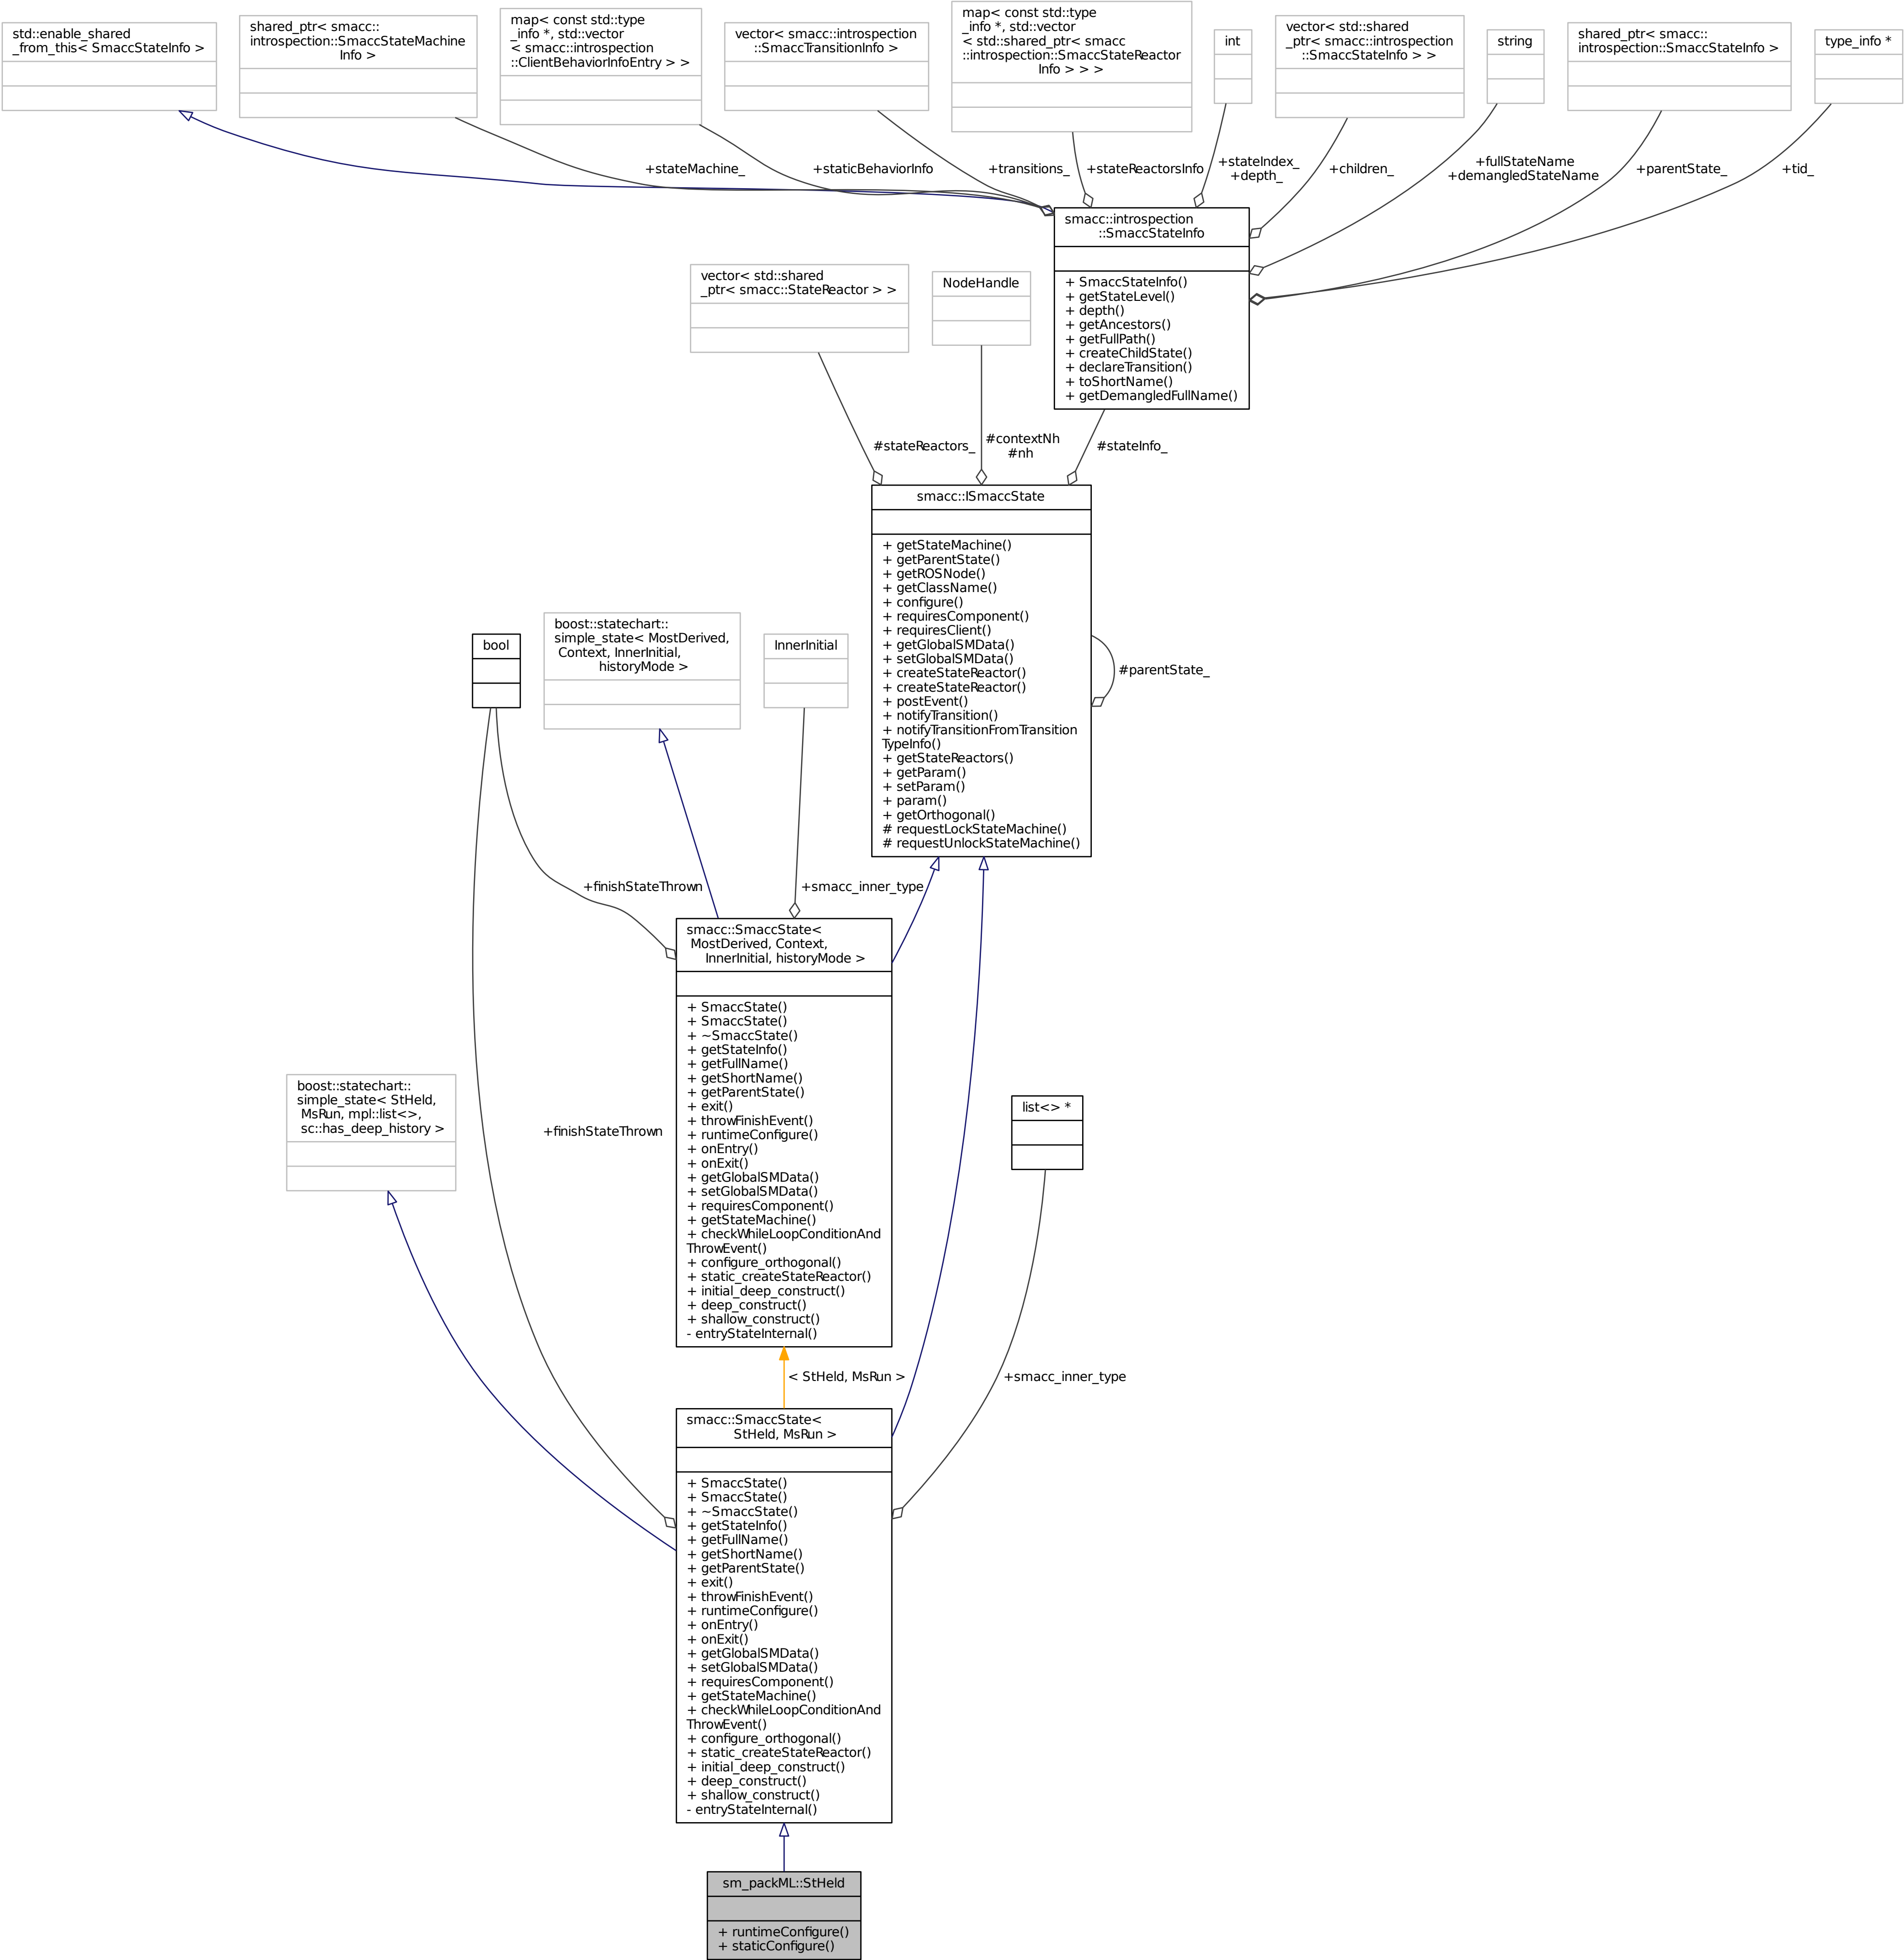 std::enable_shared
_from_this< SmaccStateInfo >
shared_ptr< smacc::
introspection::SmaccStateMachine
Info >
map< const std::type
_info *, std::vector
< smacc::introspection
::ClientBehaviorInfoEntry > >
vector< smacc::introspection
::SmaccTransitionInfo >
map< const std::type
_info *, std::vector
< std::shared_ptr< smacc
::introspection::SmaccStateReactor
Info > > >
int
vector< std::shared
_ptr< smacc::introspection
::SmaccStateInfo > >
string
shared_ptr< smacc::
introspection::SmaccStateInfo >
type_info *
+stateMachine_
+staticBehaviorInfo
+transitions_
+stateReactorsInfo
+stateIndex_
+depth_
+children_
+fullStateName
+demangledStateName
+parentState_
+tid_
smacc::introspection
::SmaccStateInfo
+ SmaccStateInfo()
+ getStateLevel()
+ depth()
+ getAncestors()
+ getFullPath()
+ createChildState()
+ declareTransition()
+ toShortName()
+ getDemangledFullName()
vector< std::shared
_ptr< smacc::StateReactor > >
NodeHandle
#stateReactors_
#contextNh
#nh
#stateInfo_
smacc::ISmaccState
+ getStateMachine()
+ getParentState()
+ getROSNode()
+ getClassName()
+ configure()
+ requiresComponent()
+ requiresClient()
+ getGlobalSMData()
+ setGlobalSMData()
+ createStateReactor()
+ createStateReactor()
+ postEvent()
+ notifyTransition()
+ notifyTransitionFromTransition
TypeInfo()
+ getStateReactors()
+ getParam()
+ setParam()
+ param()
+ getOrthogonal()
# requestLockStateMachine()
# requestUnlockStateMachine()
#parentState_
bool
boost::statechart::
simple_state< MostDerived,
Context, InnerInitial,
historyMode >
InnerInitial
+finishStateThrown
+smacc_inner_type
smacc::SmaccState<
MostDerived, Context,
InnerInitial, historyMode >
+ SmaccState()
+ SmaccState()
+ ~SmaccState()
+ getStateInfo()
+ getFullName()
+ getShortName()
+ getParentState()
+ exit()
+ throwFinishEvent()
+ runtimeConfigure()
+ onEntry()
+ onExit()
+ getGlobalSMData()
+ setGlobalSMData()
+ requiresComponent()
+ getStateMachine()
+ checkWhileLoopConditionAnd
ThrowEvent()
+ configure_orthogonal()
+ static_createStateReactor()
+ initial_deep_construct()
+ deep_construct()
+ shallow_construct()
- entryStateInternal()
boost::statechart::
simple_state< StHeld,
MsRun, mpl::list<>,
sc::has_deep_history >
+finishStateThrown
list<> *
< StHeld, MsRun >
+smacc_inner_type
smacc::SmaccState<
StHeld, MsRun >
+ SmaccState()
+ SmaccState()
+ ~SmaccState()
+ getStateInfo()
+ getFullName()
+ getShortName()
+ getParentState()
+ exit()
+ throwFinishEvent()
+ runtimeConfigure()
+ onEntry()
+ onExit()
+ getGlobalSMData()
+ setGlobalSMData()
+ requiresComponent()
+ getStateMachine()
+ checkWhileLoopConditionAnd
ThrowEvent()
+ configure_orthogonal()
+ static_createStateReactor()
+ initial_deep_construct()
+ deep_construct()
+ shallow_construct()
- entryStateInternal()
sm_packML::StHeld
+ runtimeConfigure()
+ staticConfigure()